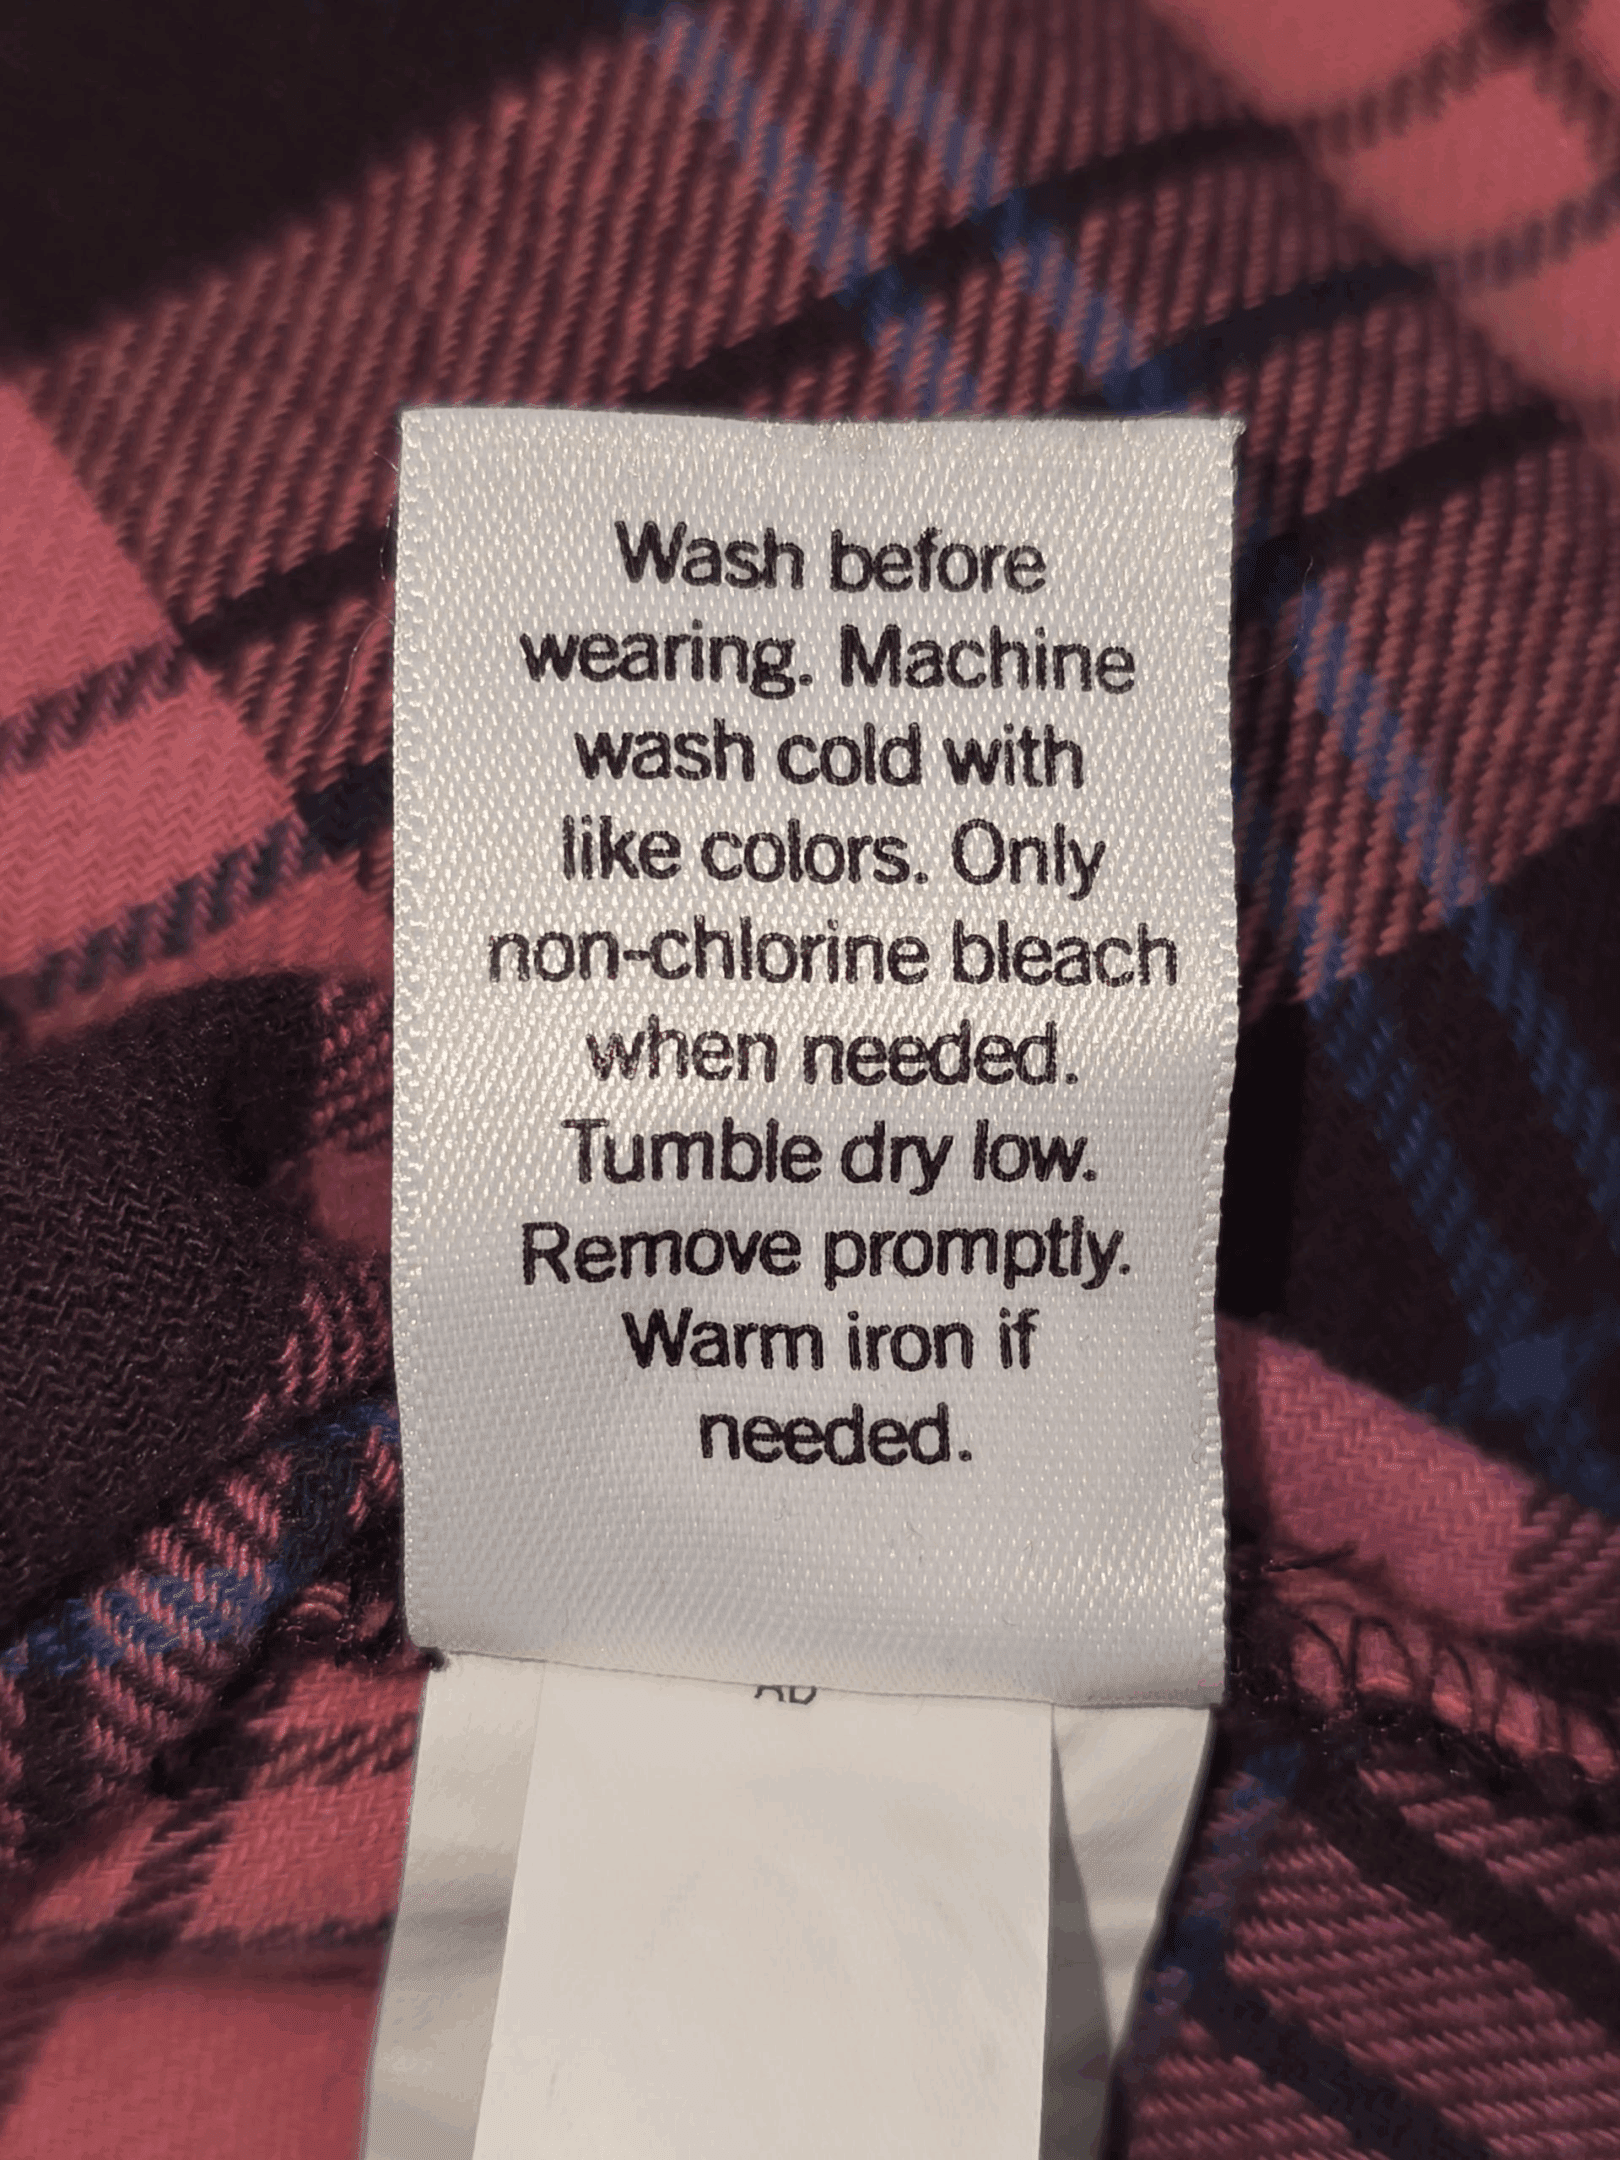 Wash before
wearing. Machine
wash cold with
like colors. Only
non-chlorine bleach
when needed.
Tumble dry low.
Remove promptly.
Warm iron if
needed.